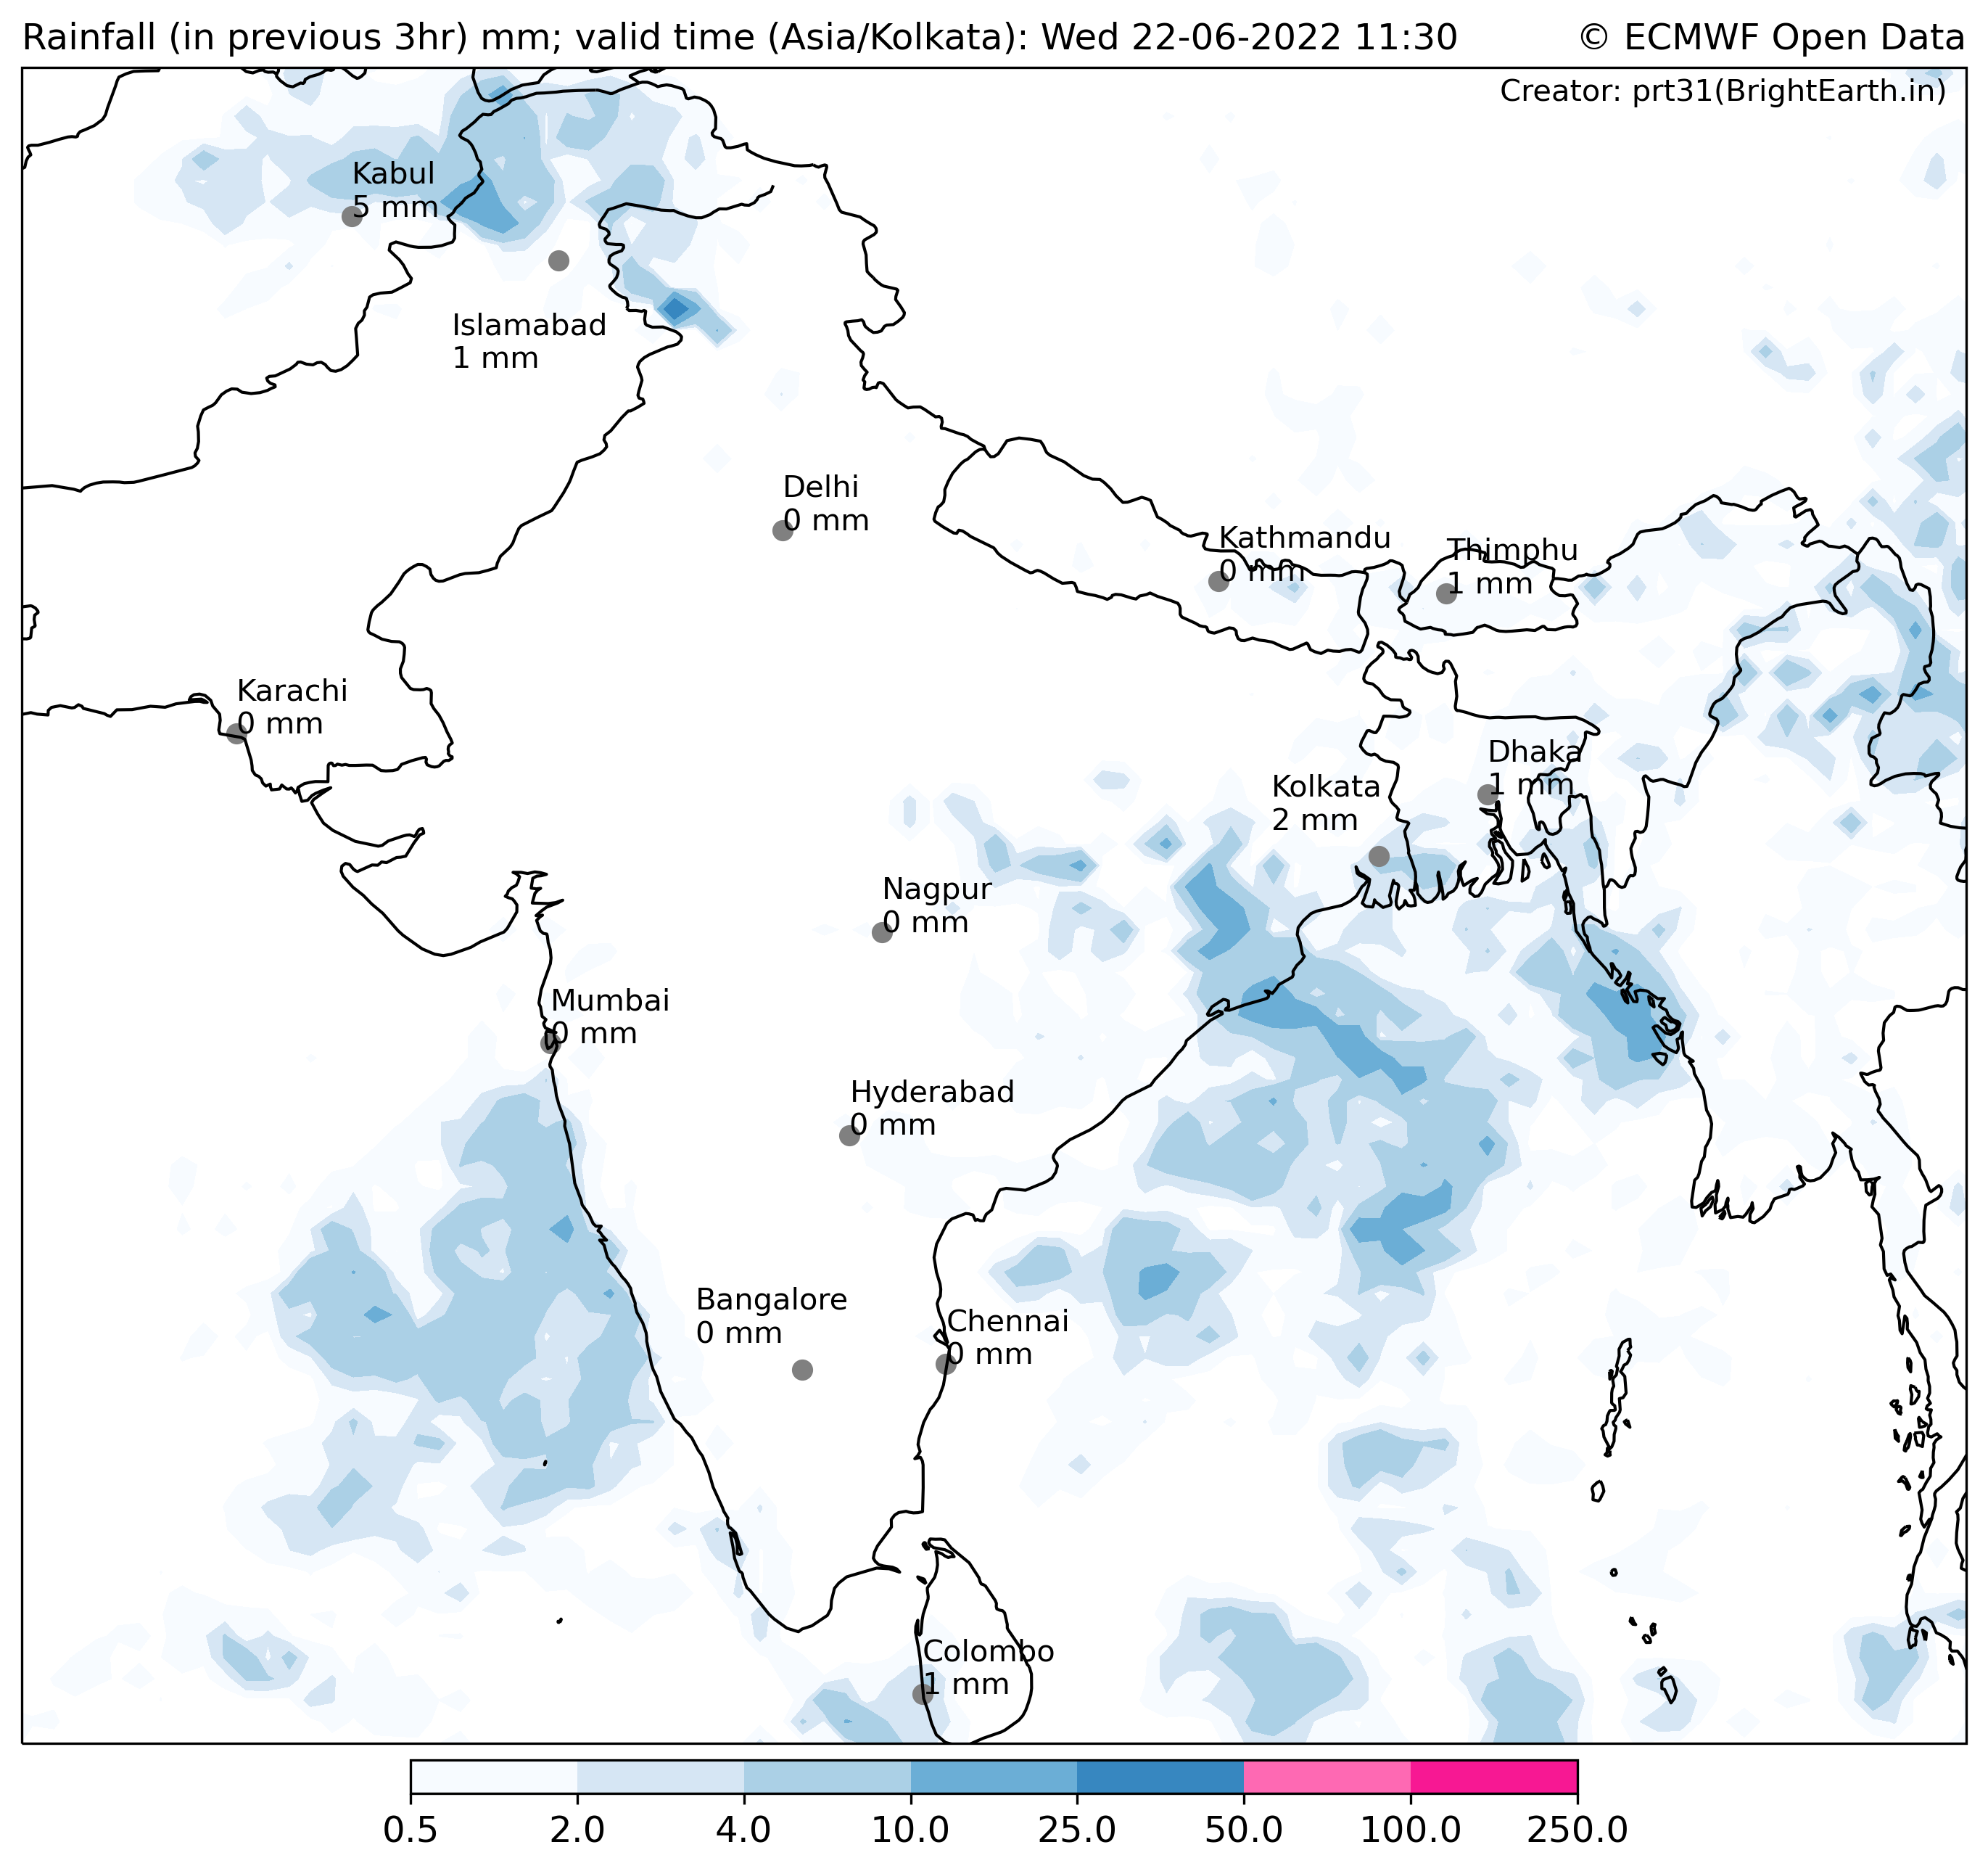 Rainfall (in previous 3hr) mm; valid time (Asia/Kolkata): Wed 22-06-2022 11:30
© ECMWF Open Data
Creator: prt31(BrightEarth.in)
Kabul
5 mm
Islamabad
1 mm
Delhi
0 mm
Kathmandu
0 mm
Thimphu
1 mm
Karachi
0 mm
Dhaka
1 mm
Kolkata
2 mm
Nagpur
0 mm
Mumbai
0 mm
Hyderabad
0 mm
Bangalore
0 mm
Chennai
0 mm
Colombo
1 mm
0.5 2.0 4.0 10.0 25.0 50.0 100.0 250.0